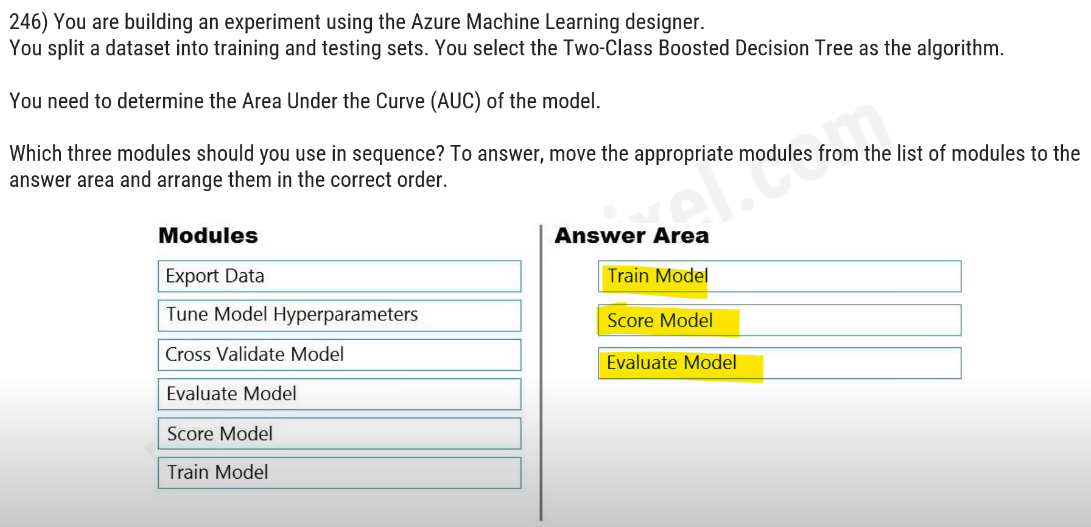 246) You are building an experiment using the Azure Machine Learning designer.
You split a dataset into training and testing sets. You select the Two-Class Boosted Decision Tree as the algorithm.
You need to determine the Area Under the Curve (AUC) of the model.
Which three modules should you use in sequence? To answer, move the appropriate modules from the list of modules to the
answer area and arrange them in the correct order.
Modules
Export Data
Tune Model Hyperparameters
Cross Validate Model
Evaluate Model
Score Model
Train Model
Answer Area
Train Model
Score Model
Evaluate Model